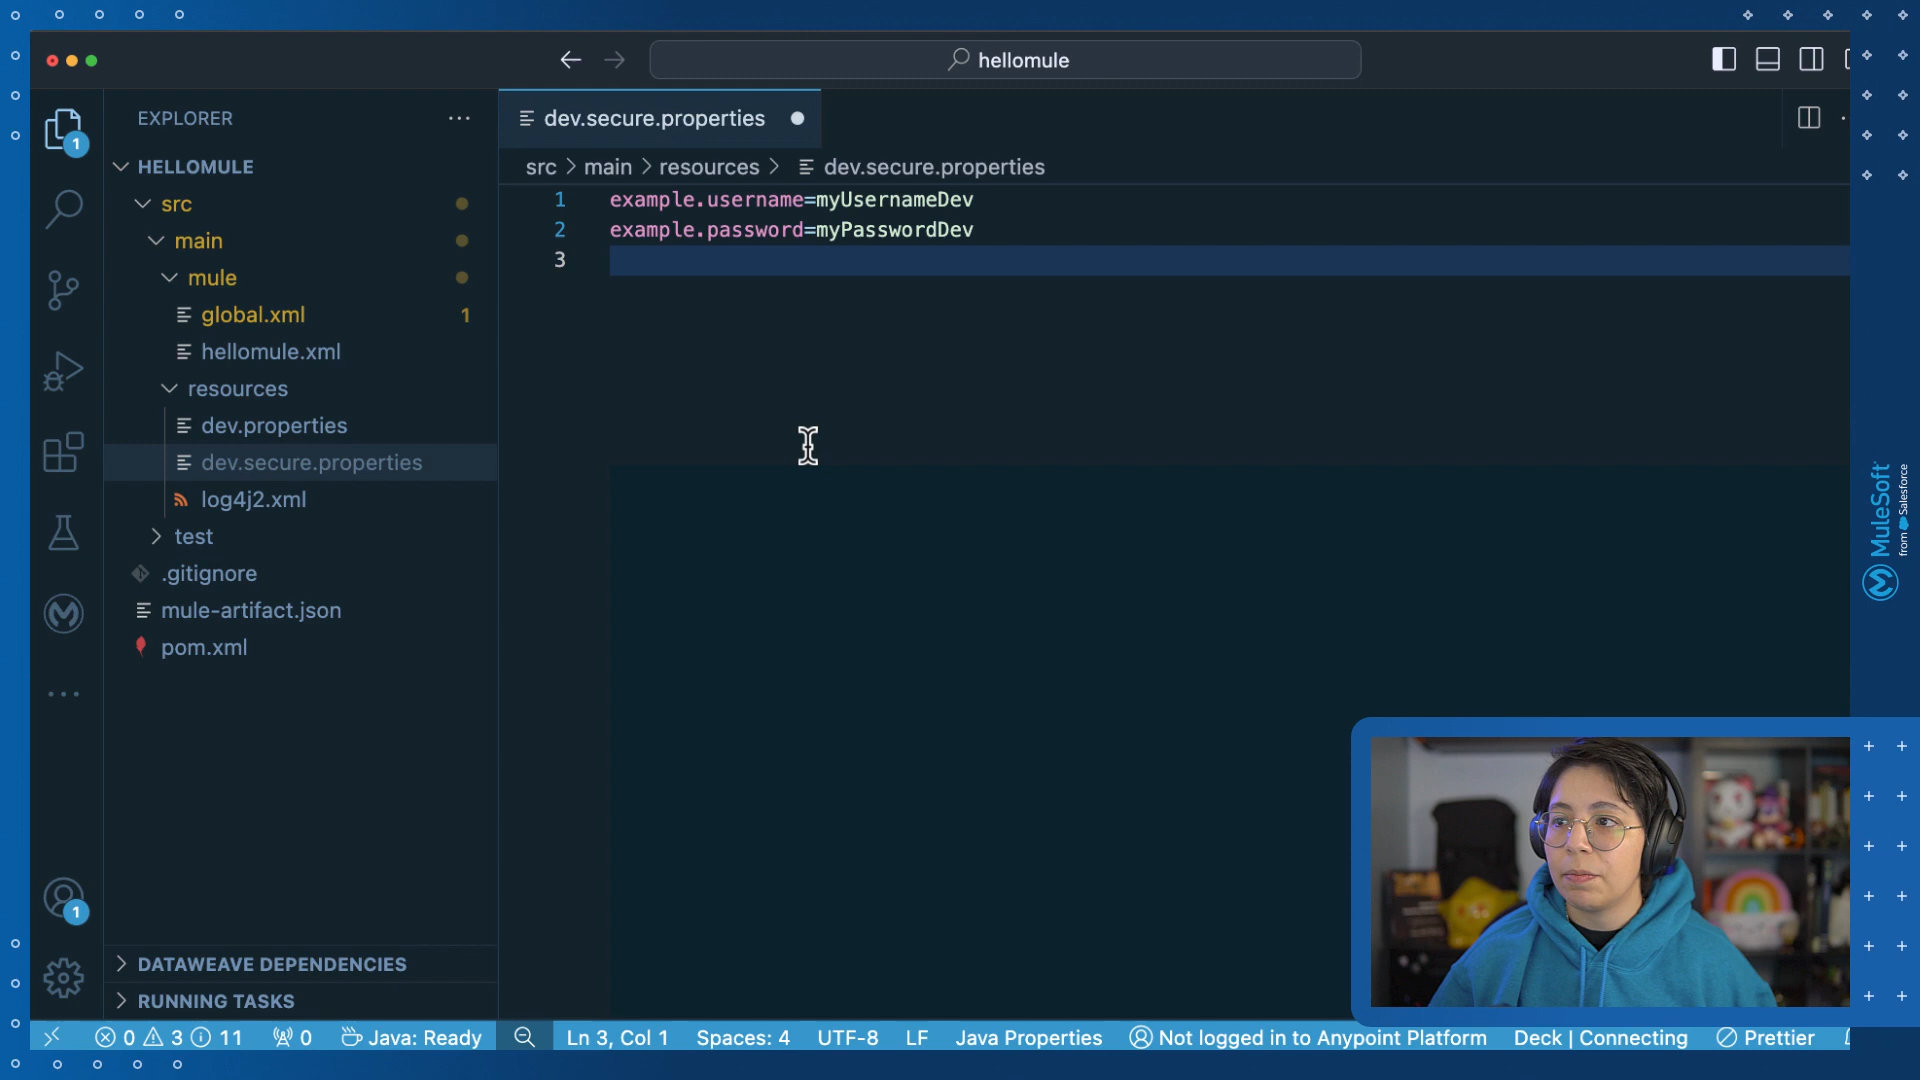 hellomule
EXPLORER
HELLOMULE
src
main
mule
global.xml 1
hellomule.xml
resources
dev.properties
dev.secure.properties
log4j2.xml
test
.gitignore
mule-artifact.json
pom.xml
DATAWEAVE DEPENDENCIES
RUNNING TASKS
1
1
dev.secure.properties
src > main > resources > dev.secure.properties
1 example.username=myUsernameDev
2 example.password=myPasswordDev
3
MuleSoft
from Salesforce
0 3 11 0 Java: Ready Ln 3, Col 1 Spaces: 4 UTF-8 LF Java Properties Not logged in to Anypoint Platform Deck | Connecting Prettier